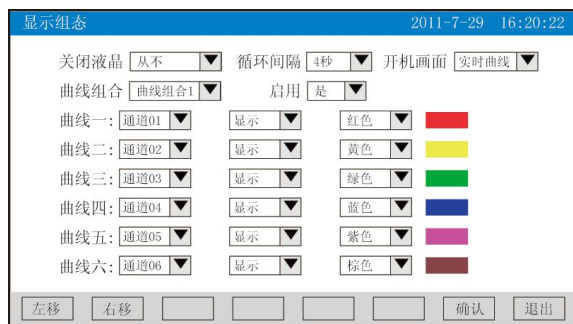 显示组态 2011-7-29 16:20:22
关闭液晶 从不 循环间隔 4秒 开机画面 实时曲线
曲线组合 曲线组合1 启用 是
曲线一: 通道01 显示 红色
曲线二: 通道02 显示 黄色
曲线三: 通道03 显示 绿色
曲线四: 通道04 显示 蓝色
曲线五: 通道05 显示 紫色
曲线六: 通道06 显示 棕色
左移 右移 确认 退出